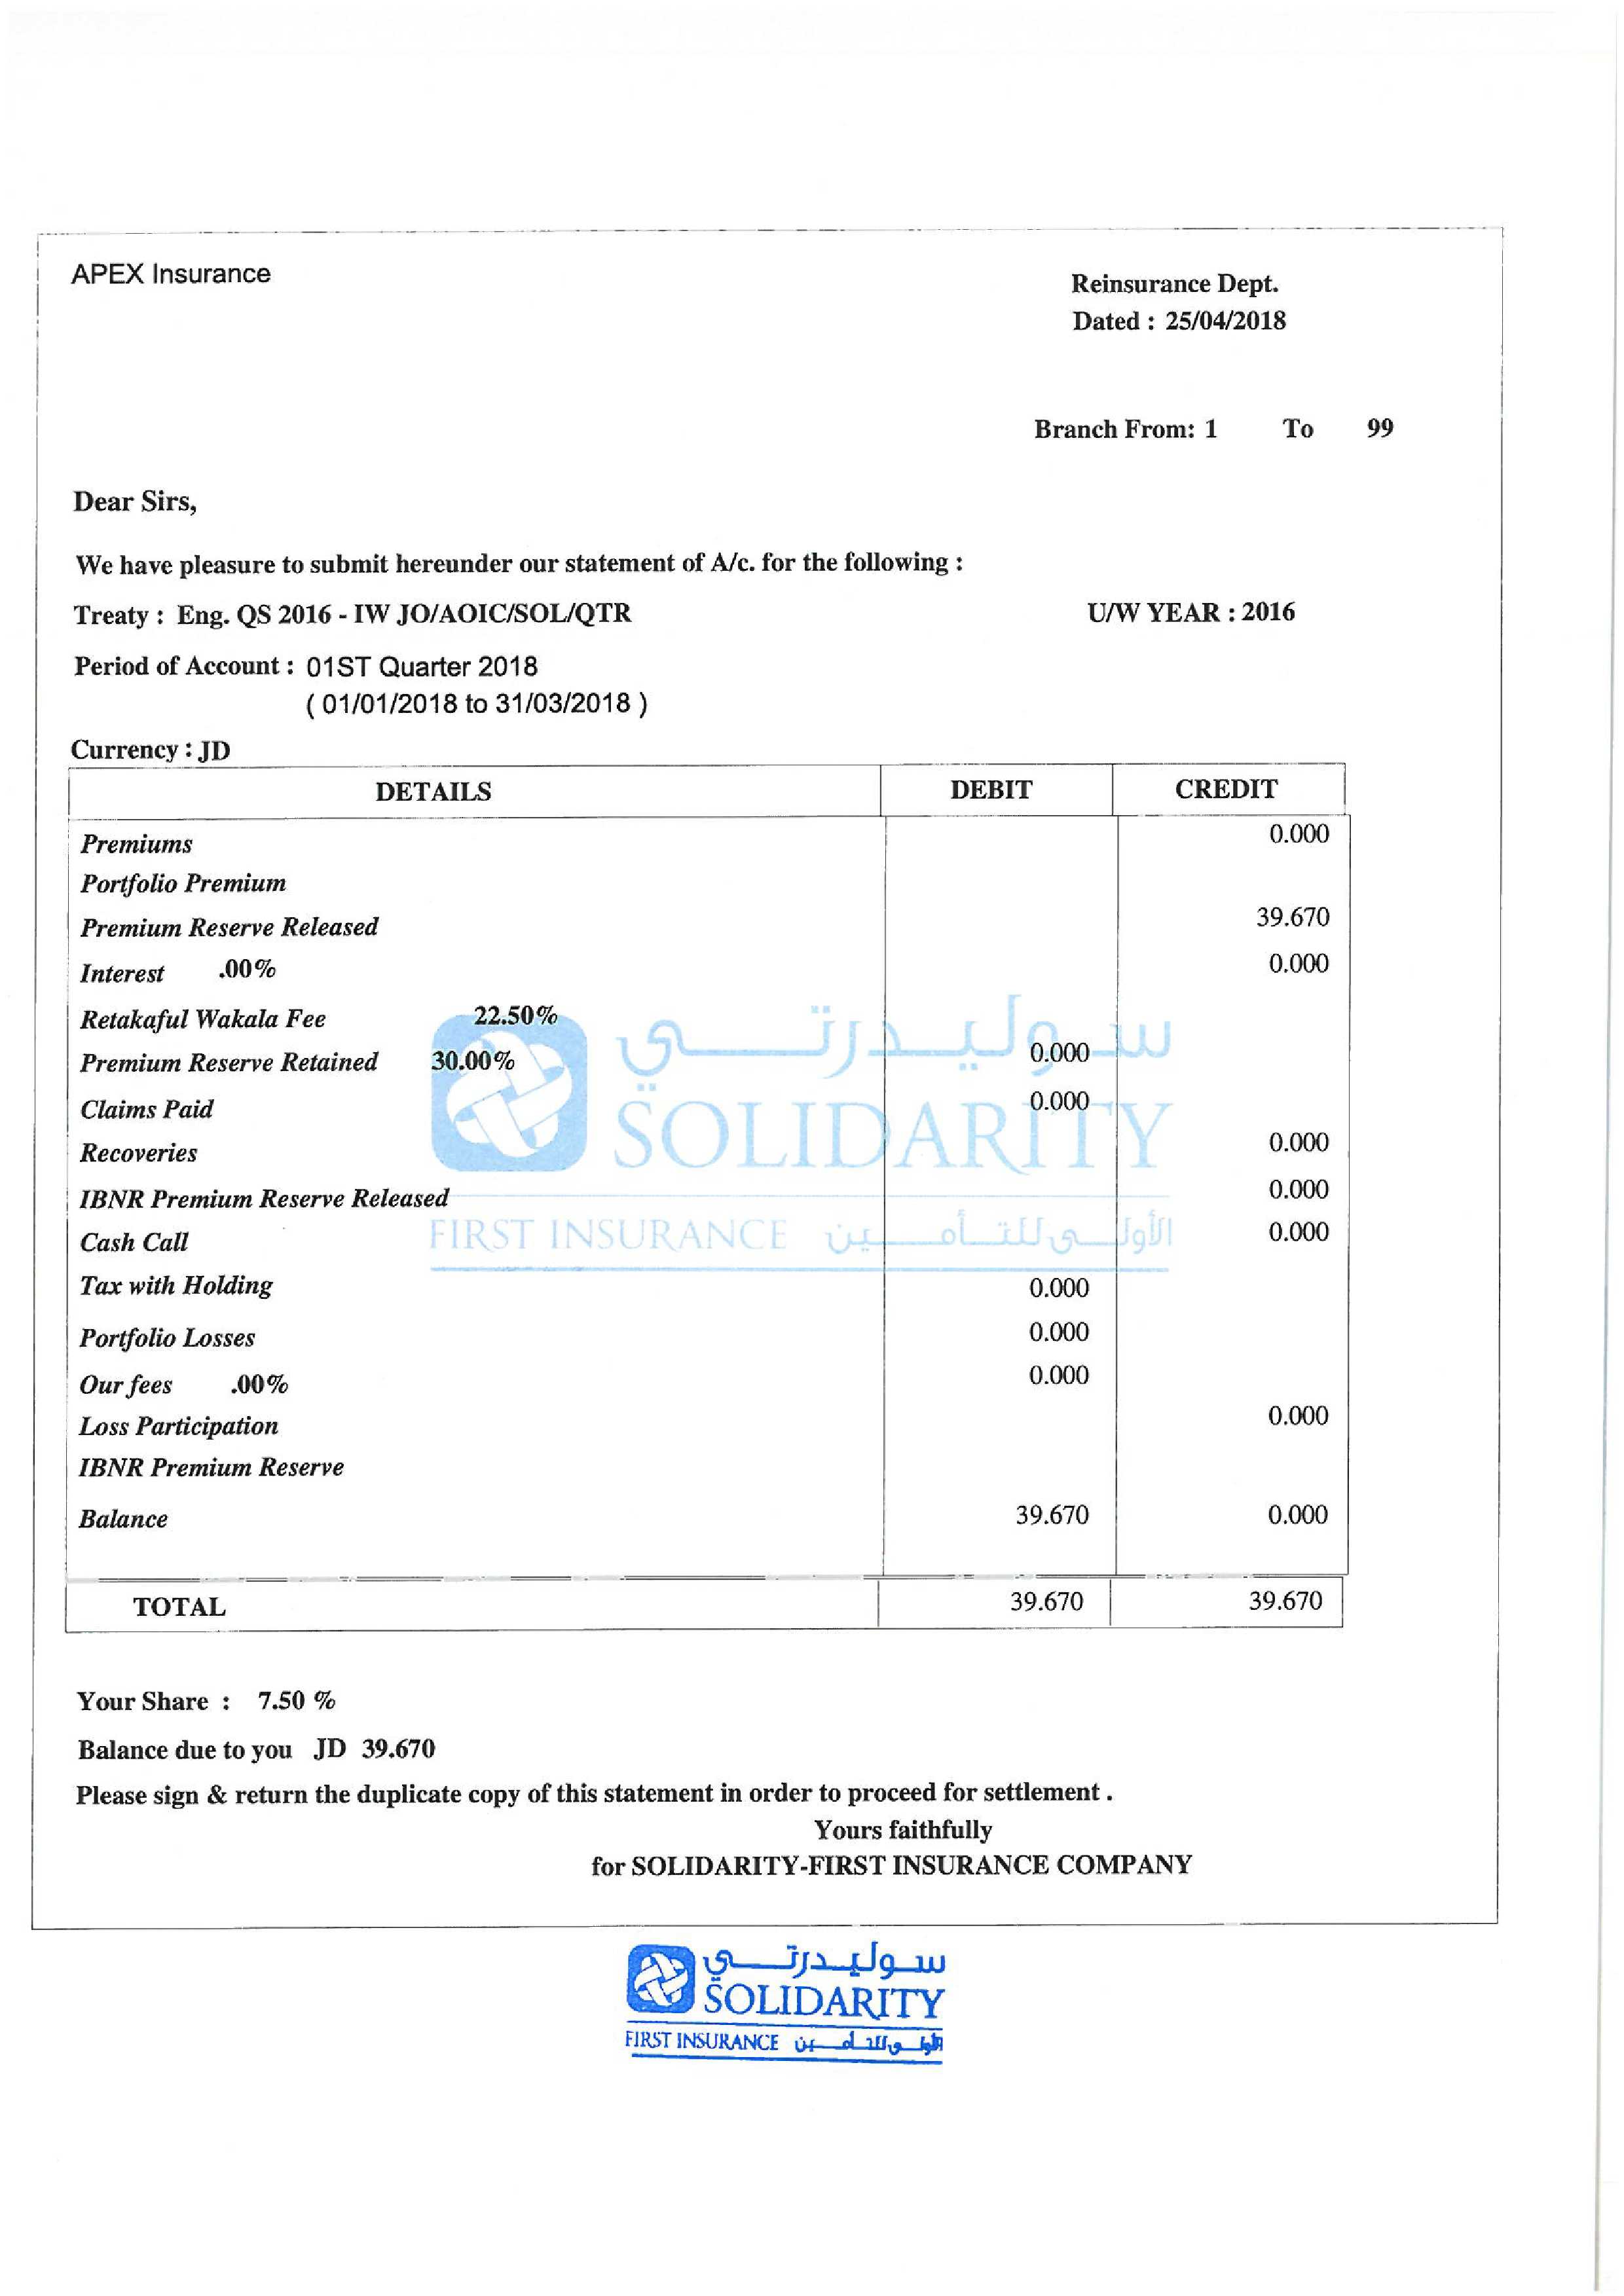 APEX Insurance
Reinsurance Dept.
Dated : 25/04/2018
Branch From: 1 To 99
Dear Sirs,
We have pleasure to submit hereunder our statement of A/c. for the following :
Treaty : Eng. QS 2016 - IW JO/AOIC/SOL/QTR U/W YEAR : 2016
Period of Account : 01ST Quarter 2018
( 01/01/2018 to 31/03/2018 )
Currency : JD
DETAILS DEBIT CREDIT
Premiums 0.000
Portfolio Premium
Premium Reserve Released 39.670
Interest .00% 0.000
Retakaful Wakala Fee 22.50%
Premium Reserve Retained 30.00% 0.000
Claims Paid 0.000
Recoveries 0.000
IBNR Premium Reserve Released 0.000
Cash Call 0.000
Tax with Holding 0.000
Portfolio Losses 0.000
Our fees .00% 0.000
Loss Participation 0.000
IBNR Premium Reserve
Balance 39.670 0.000
TOTAL 39.670 39.670
سوليدرتي
SOLIDARITY
FIRST INSURANCE الأولى للتأمين
Your Share : 7.50 %
Balance due to you JD 39.670
Please sign & return the duplicate copy of this statement in order to proceed for settlement .
Yours faithfully
for SOLIDARITY-FIRST INSURANCE COMPANY
سوليدرتي
SOLIDARITY
FIRST INSURANCE الأولى للتأمين